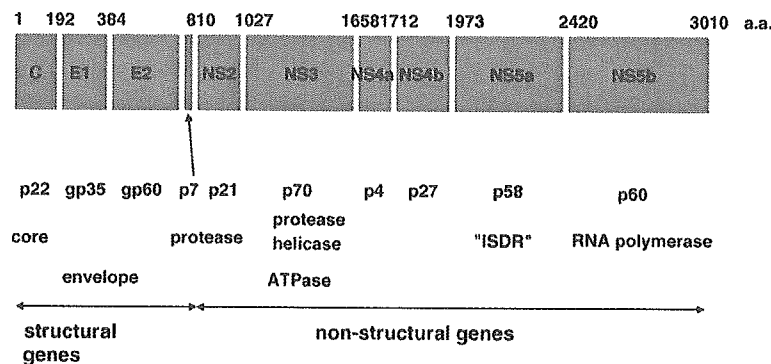 1 192 384 810 1027 16581712 1973 2420 3010 a.a.
C E1 E2 NS2 NS3 NS4a NS4b NS5a NS5b
p22 gp35 gp60 p7 p21 p70 p4 p27 p58 p60
core protease protease helicase "ISDR" RNA polymerase
envelope ATPase
structural genes non-structural genes